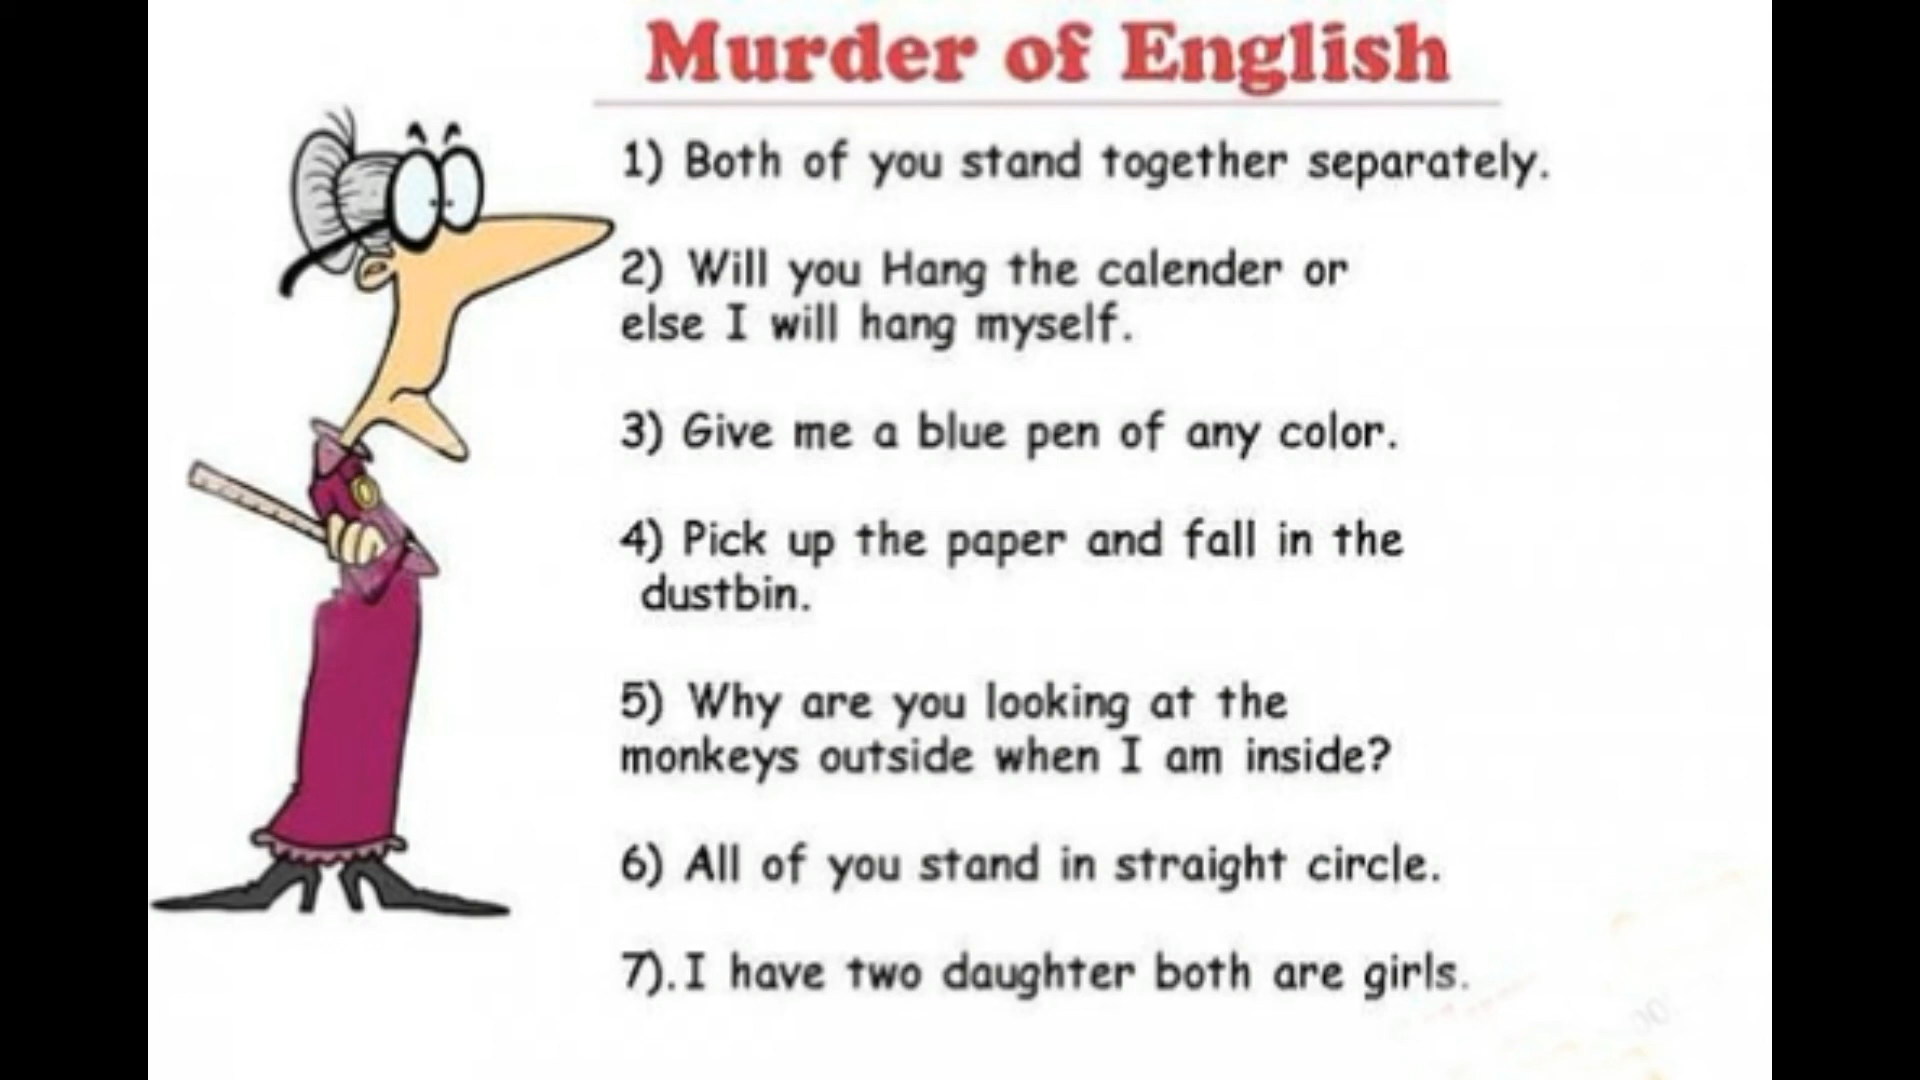 Murder of English
1) Both of you stand together separately.
2) Will you Hang the calender or
else I will hang myself.
3) Give me a blue pen of any color.
4) Pick up the paper and fall in the
dustbin.
5) Why are you looking at the
monkeys outside when I am inside?
6) All of you stand in straight circle.
7).I have two daughter both are girls.